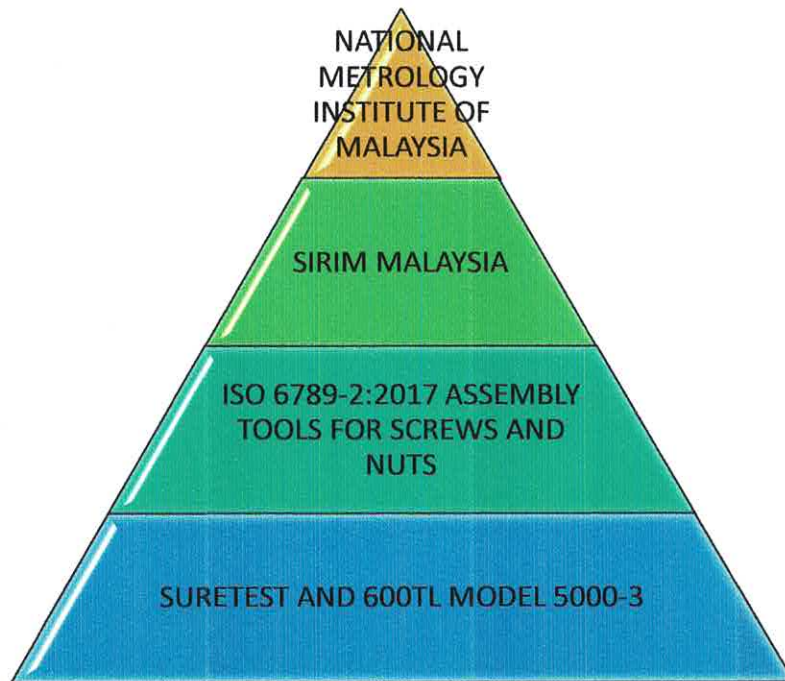 NATIONAL
METROLOGY
INSTITUTE OF
MALAYSIA
SIRIM MALAYSIA
ISO 6789-2:2017 ASSEMBLY
TOOLS FOR SCREWS AND
NUTS
SURETEST AND 600TL MODEL 5000-3